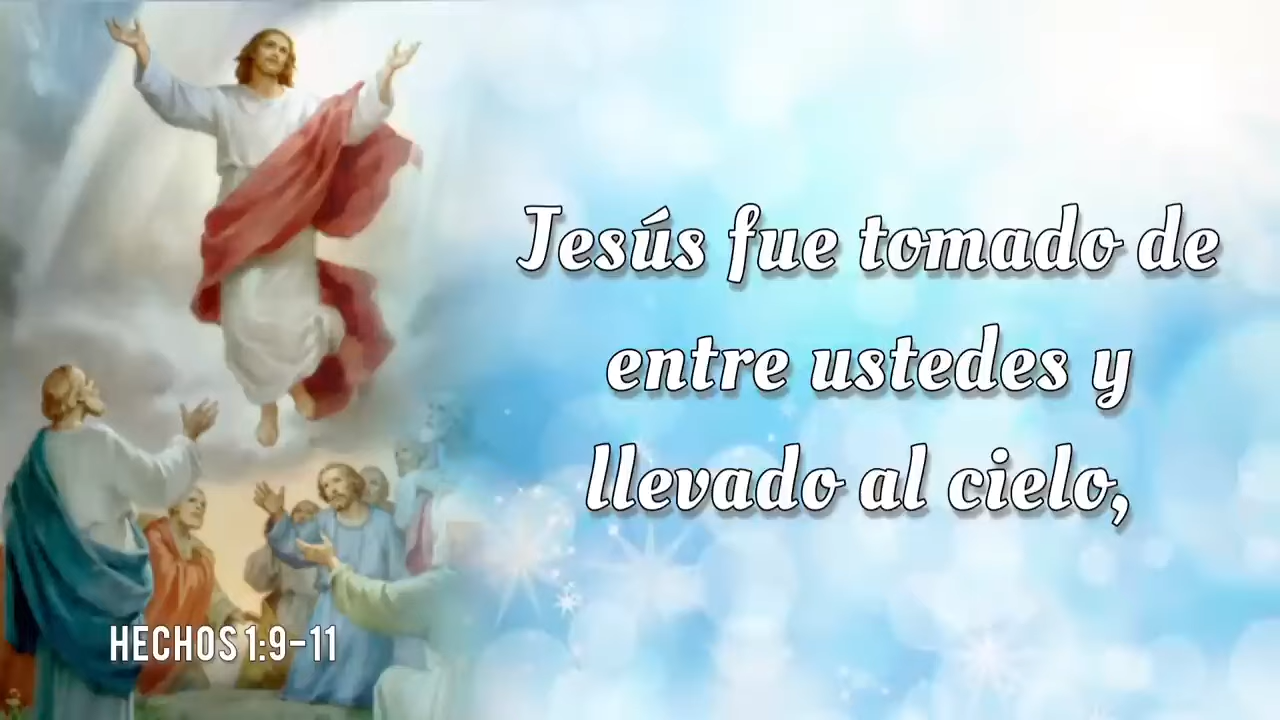 Jesús fue tomado de
entre ustedes y
llevado al cielo,
HECHOS 1:9-11